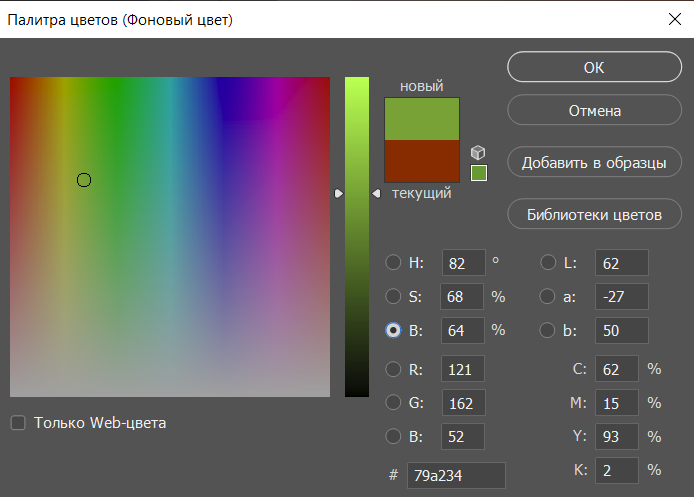 Палитра цветов (Фоновый цвет)
новый
текущий
ОК
Отмена
Добавить в образцы
Библиотеки цветов
H: 82 °
L: 62
S: 68 %
a: -27
B: 64 %
b: 50
R: 121
C: 62 %
G: 162
M: 15 %
B: 52
Y: 93 %
# 79a234
K: 2 %
Только Web-цвета